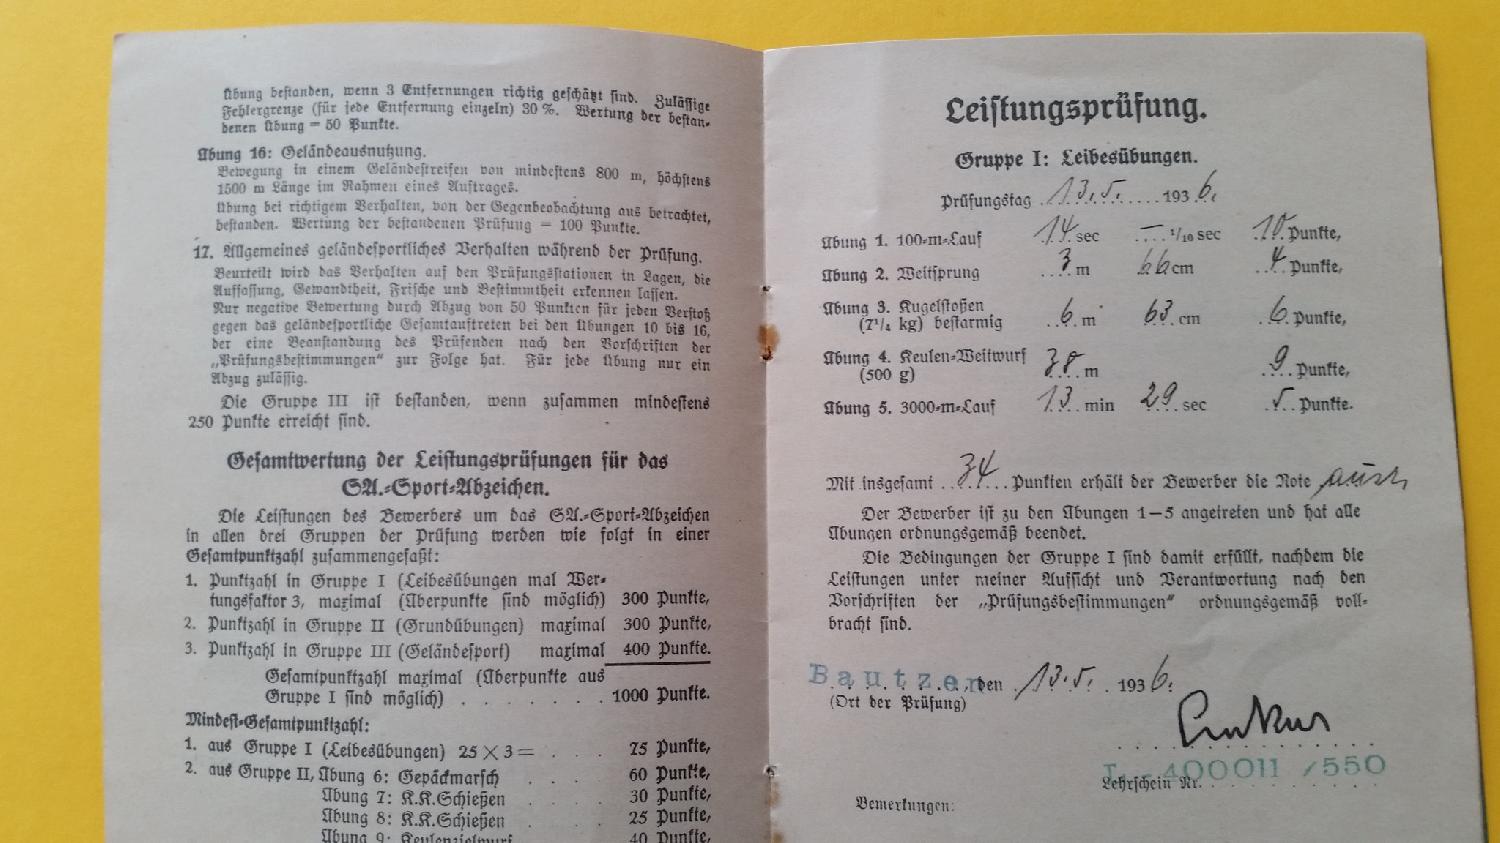 Übung bestanden, wenn 3 Entfernungen richtig geschätzt sind. Zulässige
Fehlergrenze (für jede Entfernung einzeln) 30 %. Wertung der bestan-
denen Übung = 50 Punkte.
Übung 16: Geländeausnutzung.
Bewegung in einem Geländestreifen von mindestens 800 m, höchstens
1500 m Länge im Rahmen eines Auftrages.
Übung bei richtigem Verhalten, von der Gegenbeobachtung aus betrachtet,
bestanden. Wertung der bestandenen Prüfung = 100 Punkte.
17. Allgemeines geländesportliches Verhalten während der Prüfung.
Beurteilt wird das Verhalten auf den Prüfungsstationen in Lagen, die
Auffassung, Gewandtheit, Frische und Bestimmtheit erkennen lassen.
Nur negative Bewertung durch Abzug von 50 Punkten für jeden Verstoß
gegen das geländesportliche Gesamtauftreten bei den Übungen 10 bis 16,
der eine Beanstandung des Prüfenden nach den Vorschriften der
„Prüfungsbestimmungen“ zur Folge hat. Für jede Übung nur ein
Abzug zulässig.
Die Gruppe III ist bestanden, wenn zusammen mindestens
250 Punkte erreicht sind.
Gesamtwertung der Leistungsprüfungen für das
SA.-Sport-Abzeichen.
Die Leistungen des Bewerbers um das SA.-Sport-Abzeichen
in allen drei Gruppen der Prüfung werden wie folgt in einer
Gesamtpunktzahl zusammengefaßt:
1. Punktzahl in Gruppe I (Leibesübungen mal Wer-
tungsfaktor 3, maximal (Überpunkte sind möglich) 300 Punkte,
2. Punktzahl in Gruppe II (Grundübungen) maximal 300 Punkte,
3. Punktzahl in Gruppe III (Geländesport) maximal 400 Punkte.
Gesamtpunktzahl maximal (Überpunkte aus
Gruppe I sind möglich) . . . . . . . 1000 Punkte.
Mindest-Gesamtpunktzahl:
1. aus Gruppe I (Leibesübungen) 25 × 3 = . . . 75 Punkte,
2. aus Gruppe II, Übung 6: Gepäckmarsch . . . 60 Punkte,
Übung 7: K.K.Schießen . . . 30 Punkte,
Übung 8: K.K.Schießen . . . 25 Punkte,
Übung 9: Keulenzielwurf . . . 40 Punkte,
Leistungsprüfung.
Gruppe I: Leibesübungen.
Prüfungstag 13.5. 1936.
Übung 1. 100-m-Lauf 14 sec — 1/10 sec 10 Punkte,
Übung 2. Weitsprung 3 m 66 cm 4 Punkte,
Übung 3. Kugelstoßen
(7¼ kg) bestarmig 6 m 63 cm 6 Punkte,
Übung 4. Keulen-Weitwurf 38 m 9 Punkte,
(500 g)
Übung 5. 3000-m-Lauf 13 min 29 sec 5 Punkte.
Mit insgesamt 34 Punkten erhält der Bewerber die Note
Der Bewerber ist zu den Übungen 1—5 angetreten und hat alle
Übungen ordnungsgemäß beendet.
Die Bedingungen der Gruppe I sind damit erfüllt, nachdem die
Leistungen unter meiner Aufsicht und Verantwortung nach den
Vorschriften der „Prüfungsbestimmungen“ ordnungsgemäß voll-
bracht sind.
Bautzen, den 13.5. 1936.
(Ort der Prüfung)
I 400011 / 550
Lehrschein Nr.
Bemerkungen: